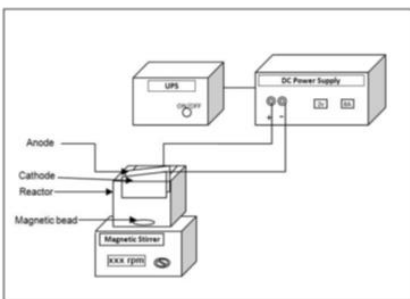 UPS
DC Power Supply
ON/OFF
+ -
Anode
Cathode
Reactor
Magnetic bead
Magnetic Stirrer
xxx rpm